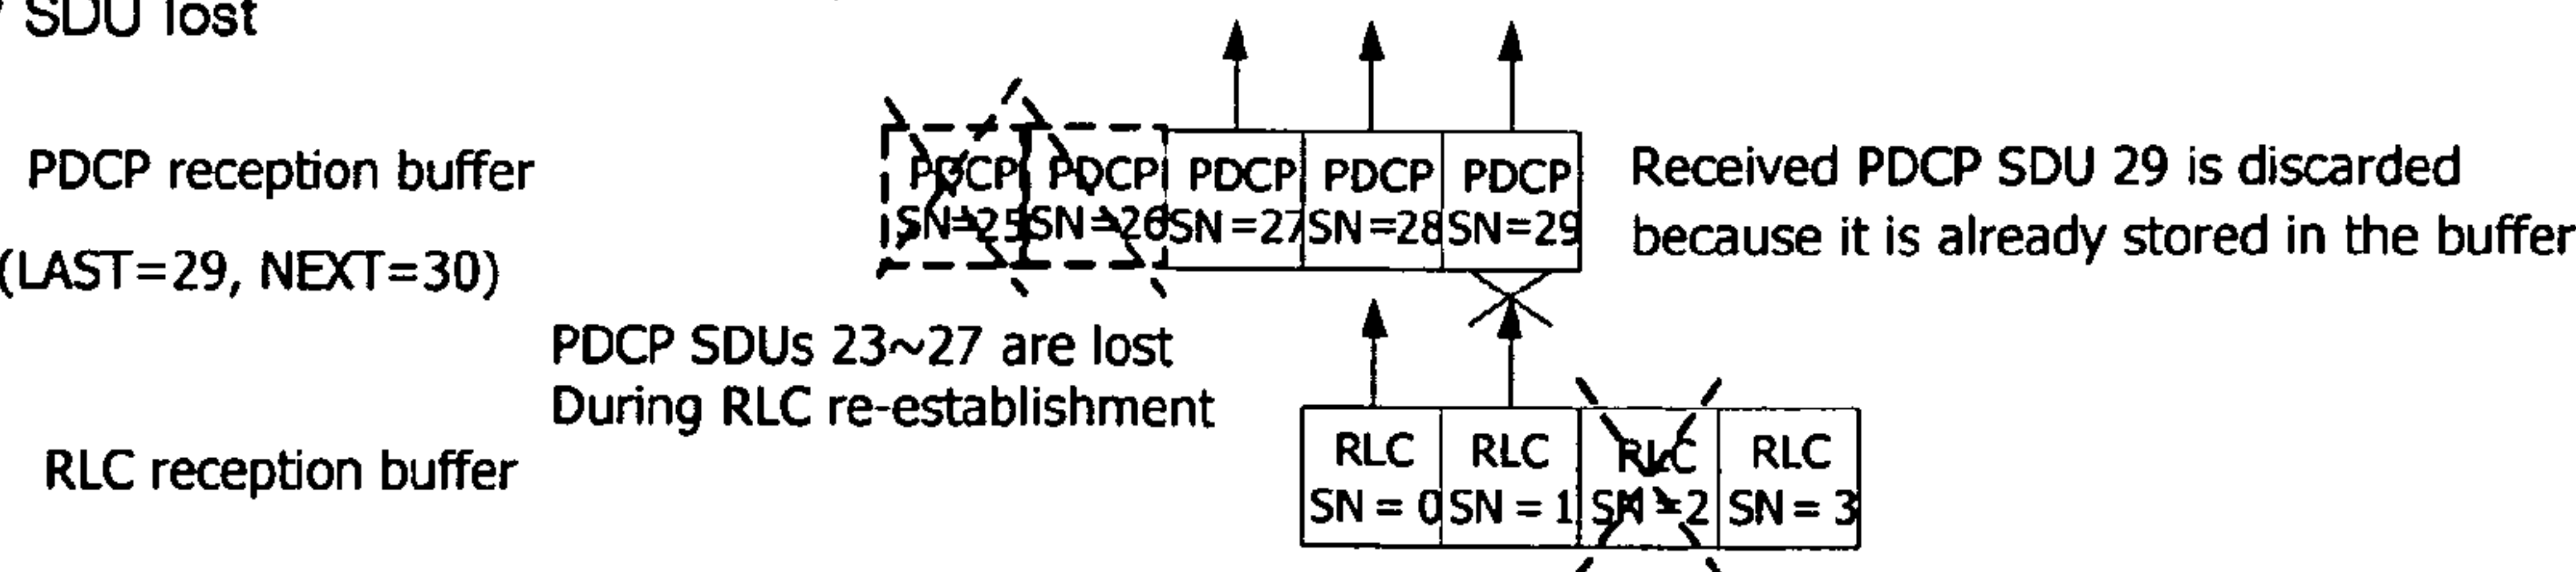 SDU lost
PDCP reception buffer
(LAST=29, NEXT=30)
PDCP PDCP PDCP PDCP PDCP
SN=25 SN=26 SN=27 SN=28 SN=29
Received PDCP SDU 29 is discarded
because it is already stored in the buffer
PDCP SDUs 23~27 are lost
During RLC re-establishment
RLC reception buffer
RLC RLC RLC RLC
SN = 0 SN = 1 SN = 2 SN = 3